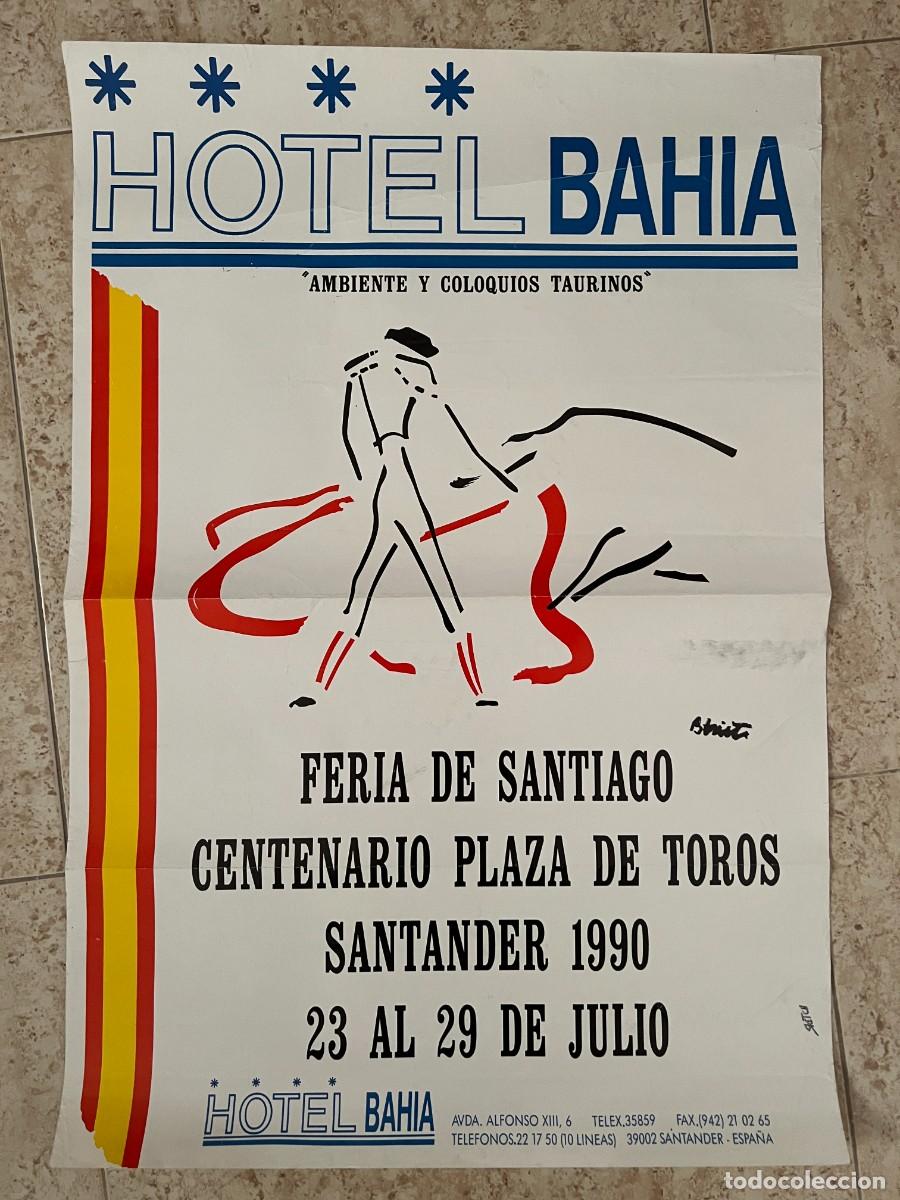 **** 
HOTEL BAHIA
"AMBIENTE Y COLOQUIOS TAURINOS"
FERIA DE SANTIAGO
CENTENARIO PLAZA DE TOROS
SANTANDER 1990
23 AL 29 DE JULIO
****
HOTEL BAHIA
AVDA. ALFONSO XIII, 6 TELEX.35859 FAX.(942) 21 02 65
TELEFONOS.22 17 50 (10 LINEAS) 39002 SANTANDER - ESPAÑA
todocoleccion